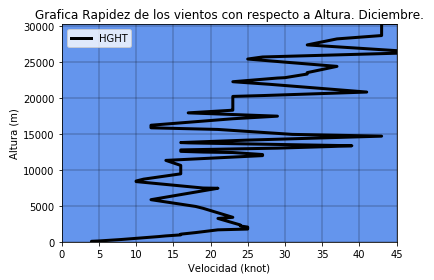 Grafica Rapidez de los vientos con respecto a Altura. Diciembre.
HGHT
Altura (m)
30000
25000
20000
15000
10000
5000
0
0 5 10 15 20 25 30 35 40 45
Velocidad (knot)